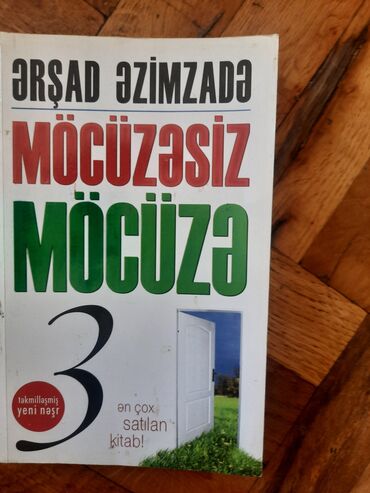 ƏRŞAD ƏZİMZADƏ
MÖCÜZƏSİZ
MÖCÜZƏ
3
təkmilləşmiş
yeni nəşr
ən çox
satılan
kitab!